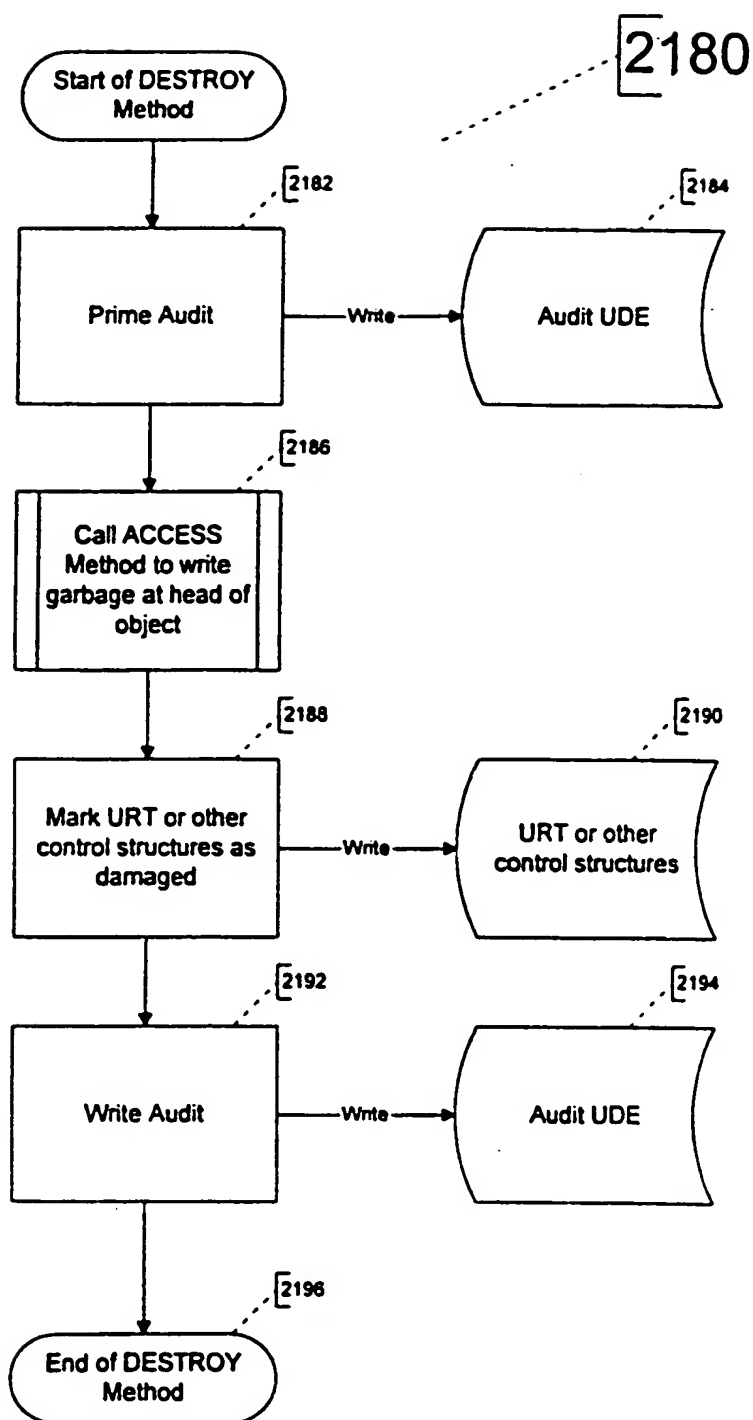 2180
Start of DESTROY
Method
2182
2184
Prime Audit
Write
Audit UDE
2186
Call ACCESS
Method to write
garbage at head of
object
2188
2190
Mark URT or other
control structures as
damaged
Write
URT or other
control structures
2192
2194
Write Audit
Write
Audit UDE
2196
End of DESTROY
Method